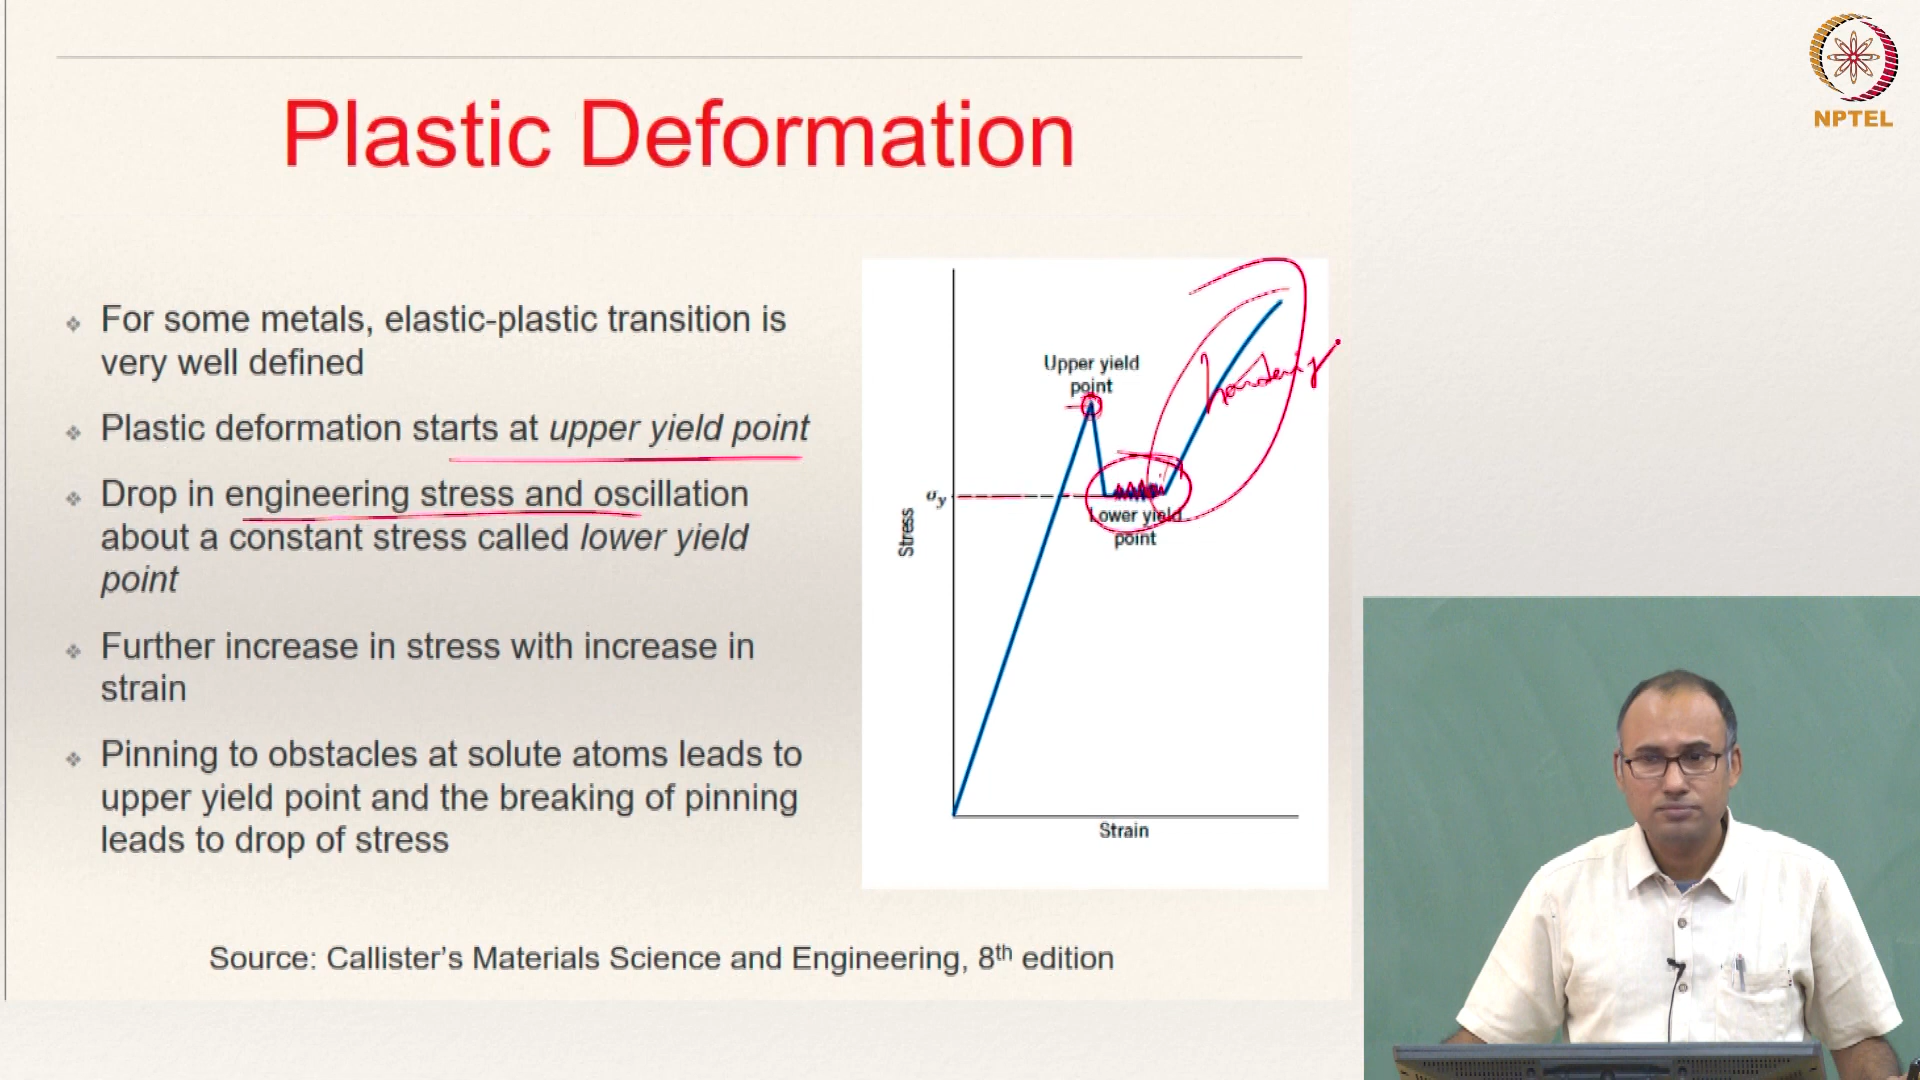 NPTEL
Plastic Deformation
For some metals, elastic-plastic transition is
very well defined
Plastic deformation starts at upper yield point
Drop in engineering stress and oscillation
about a constant stress called lower yield
point
Further increase in stress with increase in
strain
Pinning to obstacles at solute atoms leads to
upper yield point and the breaking of pinning
leads to drop of stress
Upper yield
point
hardening
σy
Lower yield
point
Stress
Strain
Source: Callister’s Materials Science and Engineering, 8th edition